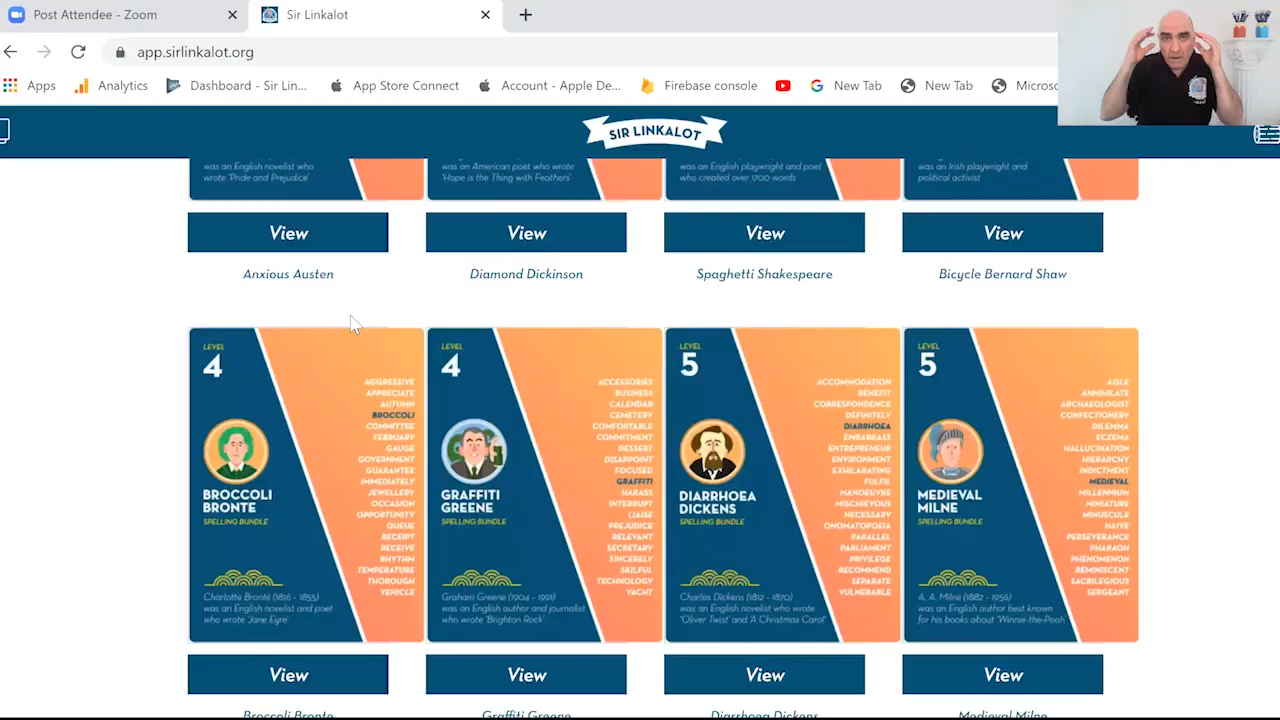 Post Attendee - Zoom
Sir Linkalot
app.sirlinkalot.org
Apps
Analytics
Dashboard - Sir Lin...
App Store Connect
Account - Apple De...
Firebase console
New Tab
New Tab
Microsc
SIR LINKALOT
was an English novelist who
wrote 'Pride and Prejudice'
was an American poet who wrote
'Hope is the Thing with Feathers'
was an English playwright and poet
who created over 1700 words
was an Irish playwright and
political activist
View
View
View
View
Anxious Austen
Diamond Dickinson
Spaghetti Shakespeare
Bicycle Bernard Shaw
LEVEL
4
AGGRESSIVE
APPRECIATE
AUTUMN
BROCCOLI
COMMITTEE
FEBRUARY
GAUGE
GOVERNMENT
GUARANTEE
IMMEDIATELY
JEWELLERY
OCCASION
OPPORTUNITY
QUEUE
RECEIPT
RECEIVE
RHYTHM
TEMPERATURE
THOROUGH
VEHICLE
BROCCOLI
BRONTE
SPELLING BUNDLE
Charlotte Brontë (1816 - 1855)
was an English novelist and poet
who wrote 'Jane Eyre'
LEVEL
4
ACCESSORIES
BUSINESS
CALENDAR
CEMETERY
COMFORTABLE
COMMITMENT
DESSERT
DISAPPOINT
FOCUSED
GRAFFITI
HARASS
INTERRUPT
LIAISE
PREJUDICE
RELEVANT
SECRETARY
SINCERELY
SKILFUL
TECHNOLOGY
YACHT
GRAFFITI
GREENE
SPELLING BUNDLE
Graham Greene (1904 - 1991)
was an English author and journalist
who wrote 'Brighton Rock'
LEVEL
5
ACCOMMODATION
BENEFIT
CORRESPONDENCE
DEFINITELY
DIARRHOEA
EMBARRASS
ENTREPRENEUR
ENVIRONMENT
EXHILARATING
FULFIL
MANOEUVRE
MISCHIEVOUS
NECESSARY
ONOMATOPOEIA
PARALLEL
PARLIAMENT
PRIVILEGE
RECOMMEND
SEPARATE
VULNERABLE
DIARRHOEA
DICKENS
SPELLING BUNDLE
Charles Dickens (1812 - 1870)
was an English novelist who wrote
'Oliver Twist' and 'A Christmas Carol'
LEVEL
5
AISLE
ANNIHILATE
ARCHAEOLOGIST
CONFECTIONERY
DILEMMA
ECZEMA
HALLUCINATION
HIERARCHY
INDICTMENT
MEDIEVAL
MILLENNIUM
MINIATURE
MINUSCULE
NAIVE
PERSEVERANCE
PHARAOH
PHENOMENON
REMINISCENT
SACRILEGIOUS
SERGEANT
MEDIEVAL
MILNE
SPELLING BUNDLE
A. A. Milne (1882 - 1956)
was an English author best known
for his books about 'Winnie-the-Pooh'
View
View
View
View
Broccoli Bronte
Graffiti Greene
Diarrhoea Dickens
Medieval Milne